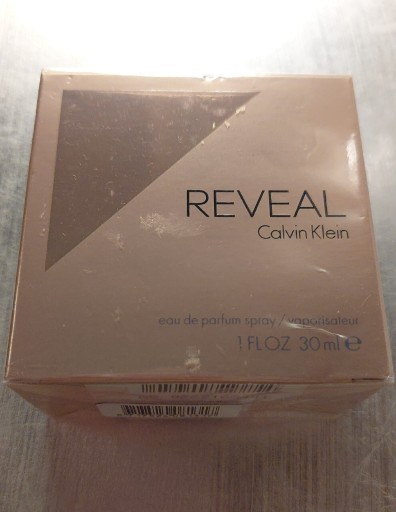 REVEAL
Calvin Klein
eau de parfum spray / vaporisateur
1 FL OZ 30 ml ℮